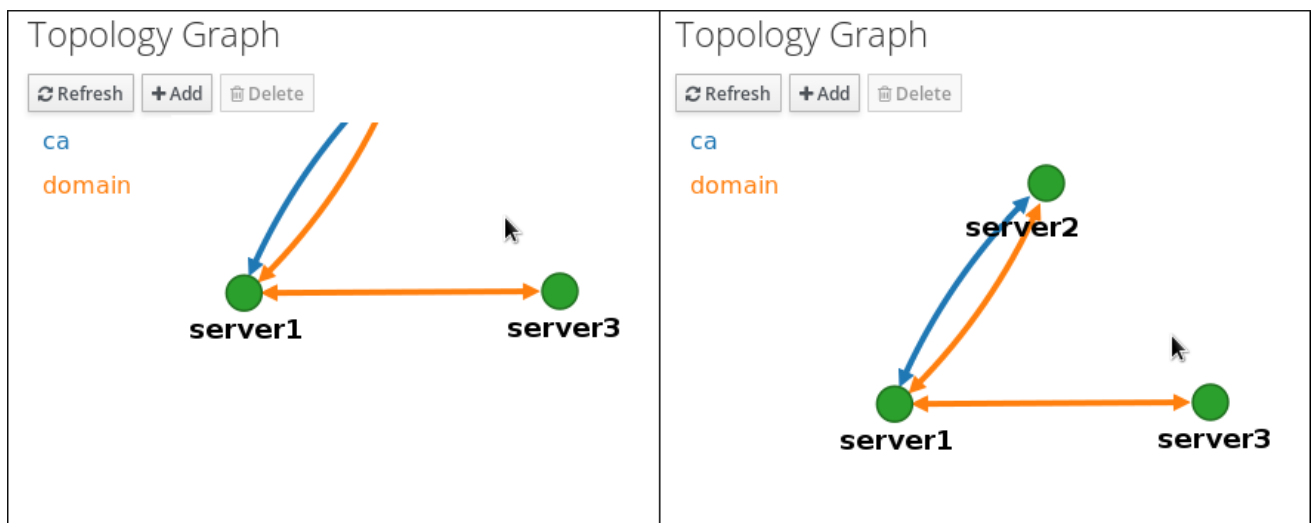 Topology Graph
Refresh Add Delete
ca
domain
server1
server3
Topology Graph
Refresh Add Delete
ca
domain
server2
server1
server3